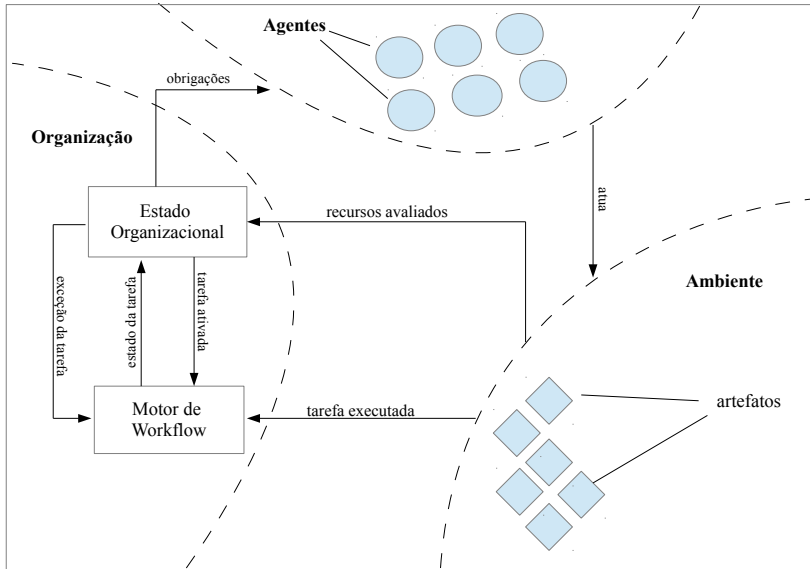 Agentes
obrigações
Organização
Estado
Organizacional
recursos avaliados
atua
Ambiente
exceção da tarefa
estado da tarefa
tarefa ativada
Motor de
Workflow
tarefa executada
artefatos